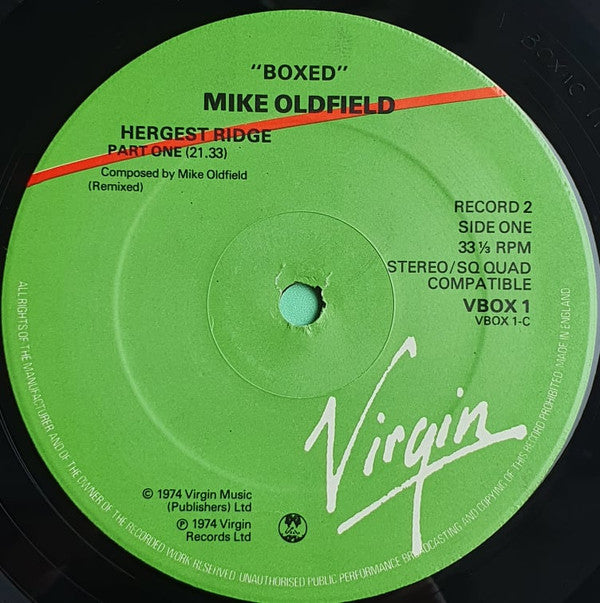 "BOXED"
MIKE OLDFIELD
HERGEST RIDGE
PART ONE (21.33)
Composed by Mike Oldfield
(Remixed)
RECORD 2
SIDE ONE
33 ⅓ RPM
STEREO/SQ QUAD
COMPATIBLE
VBOX 1
VBOX 1-C
Virgin
© 1974 Virgin Music
(Publishers) Ltd
℗ 1974 Virgin
Records Ltd
ALL RIGHTS OF THE MANUFACTURER AND OF THE OWNER OF THE RECORDED WORK RESERVED. UNAUTHORISED PUBLIC PERFORMANCE BROADCASTING AND COPYING OF THIS RECORD PROHIBITED. MADE IN ENGLAND